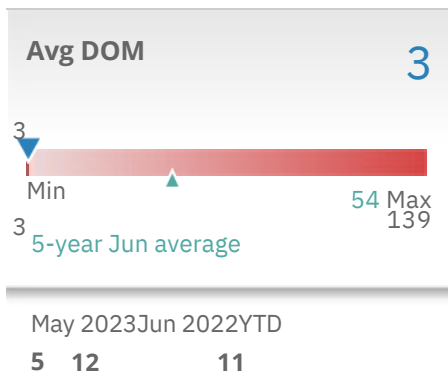 Avg DOM 3
3
Min
54 Max
139
3
5-year Jun average
May 2023Jun 2022YTD
5 12 11